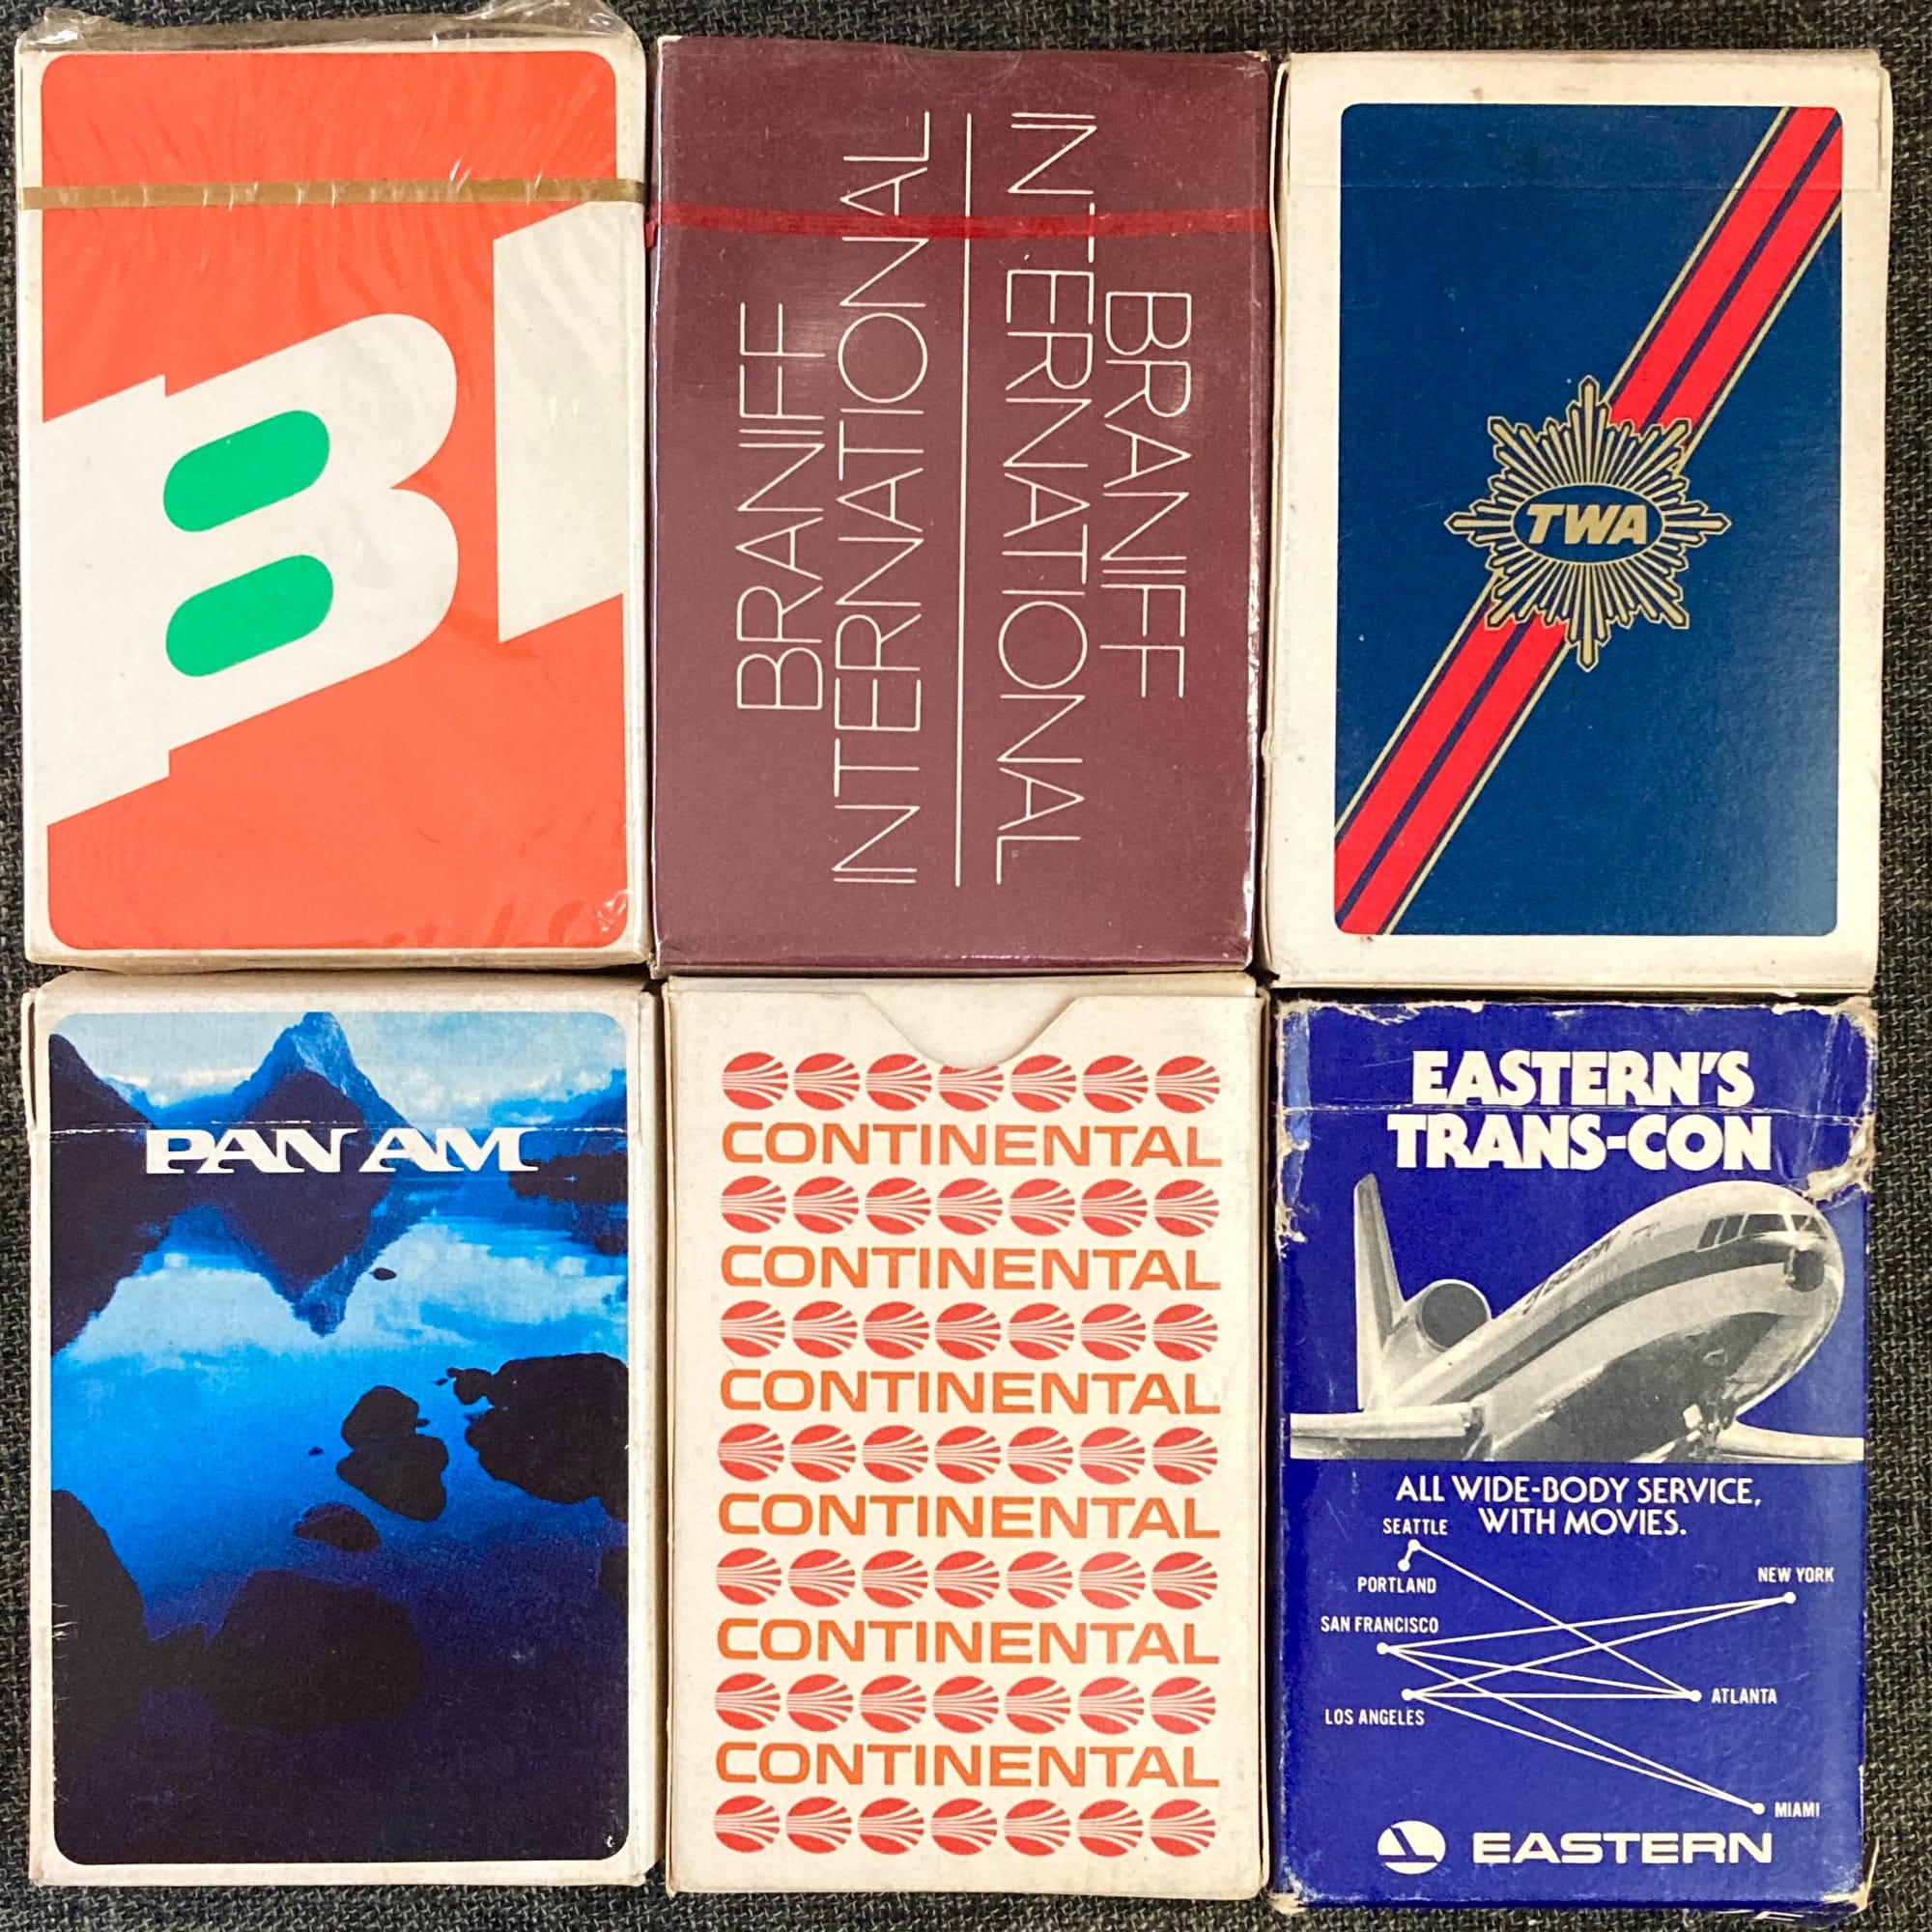 BI
BRANIFF
INTERNATIONAL
BRANIFF
INTERNATIONAL
TWA
PAN AM
CONTINENTAL
CONTINENTAL
CONTINENTAL
CONTINENTAL
CONTINENTAL
CONTINENTAL
EASTERN'S
TRANS-CON
ALL WIDE-BODY SERVICE,
WITH MOVIES.
SEATTLE
PORTLAND
NEW YORK
SAN FRANCISCO
ATLANTA
LOS ANGELES
MIAMI
EASTERN